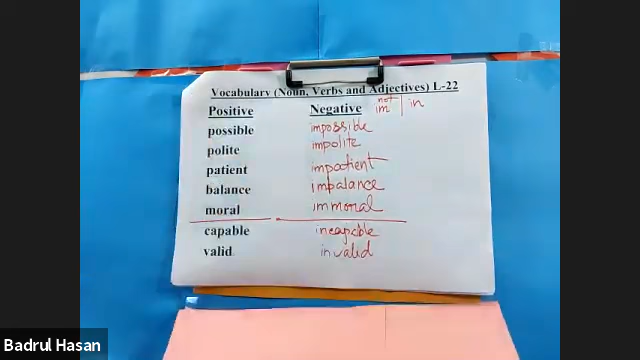 Vocabulary (Noun, Verbs and Adjectives) L-22
Positive Negative not im | in
possible impossible
polite impolite
patient impatient
balance impalance
moral immoral
capable incapable
valid invalid
Badrul Hasan